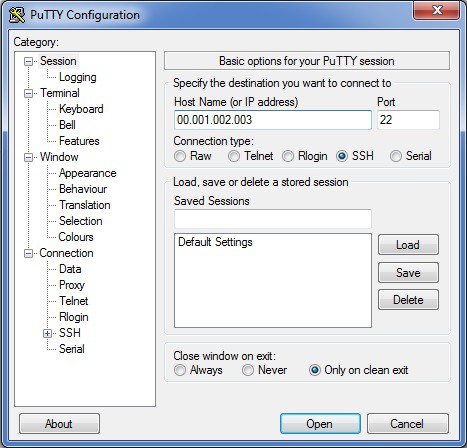 PuTTY Configuration
Category:
Session
Logging
Terminal
Keyboard
Bell
Features
Window
Appearance
Behaviour
Translation
Selection
Colours
Connection
Data
Proxy
Telnet
Rlogin
SSH
Serial
Basic options for your PuTTY session
Specify the destination you want to connect to
Host Name (or IP address) Port
00.001.002.003 22
Connection type:
Raw Telnet Rlogin SSH Serial
Load, save or delete a stored session
Saved Sessions
Default Settings
Load
Save
Delete
Close window on exit:
Always Never Only on clean exit
About Open Cancel